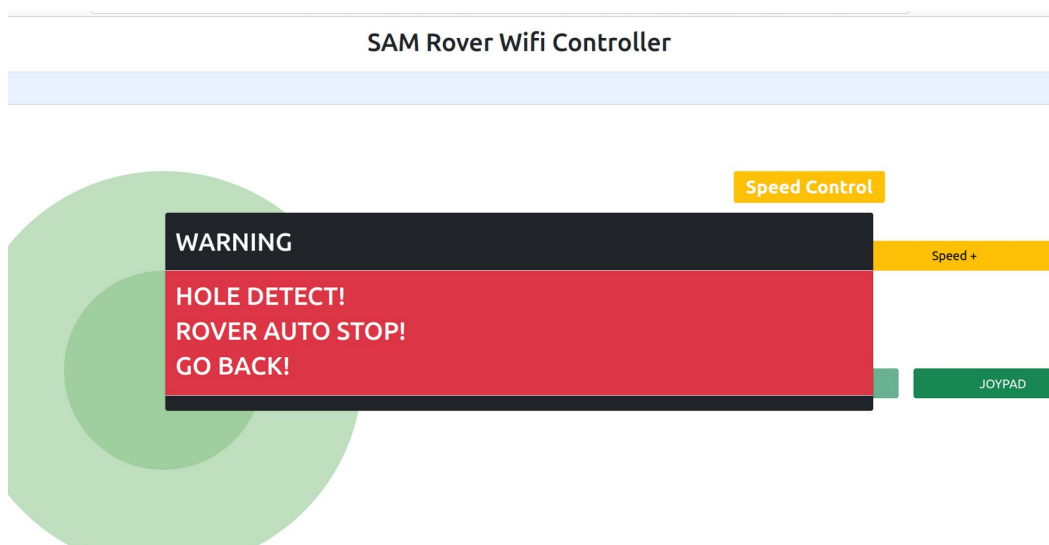 SAM Rover Wifi Controller
Speed Control
WARNING
Speed +
HOLE DETECT!
ROVER AUTO STOP!
GO BACK!
JOYPAD